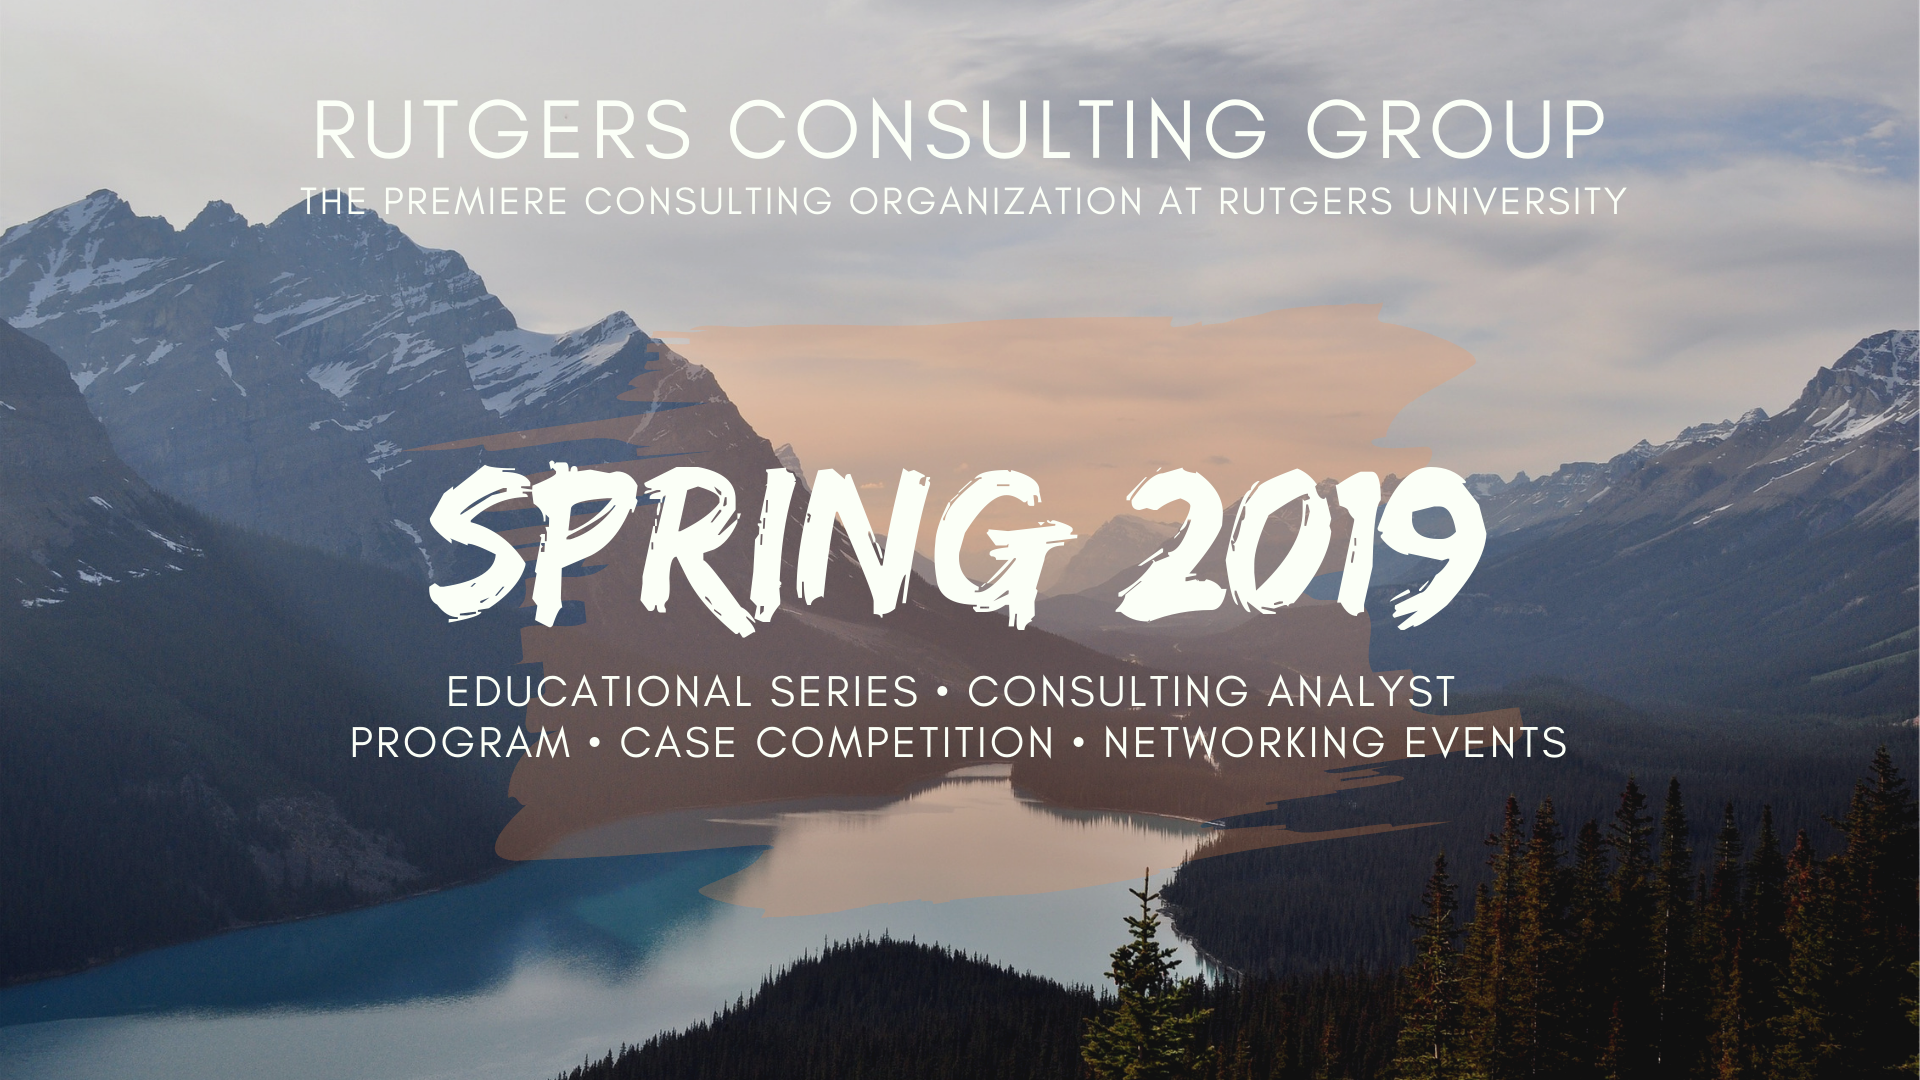 RUTGERS CONSULTING GROUP
THE PREMIERE CONSULTING ORGANIZATION AT RUTGERS UNIVERSITY
SPRING 2019
EDUCATIONAL SERIES • CONSULTING ANALYST
PROGRAM • CASE COMPETITION • NETWORKING EVENTS